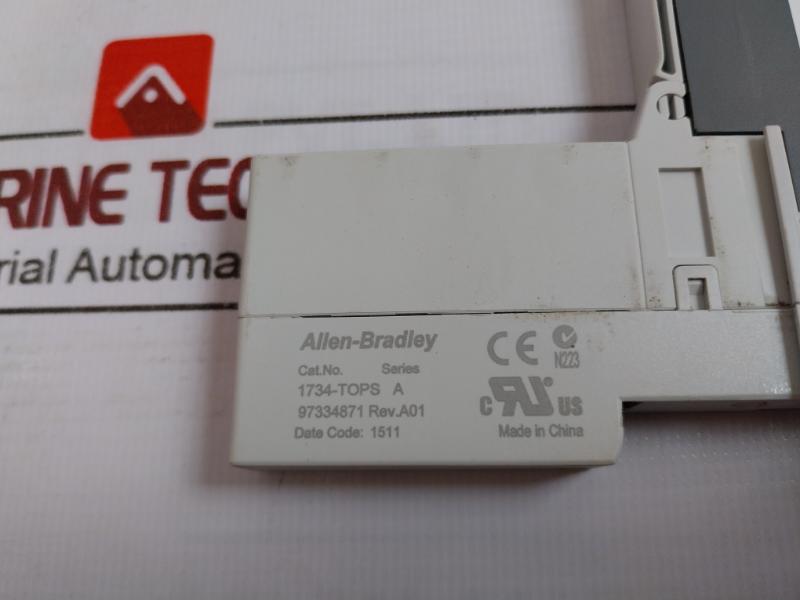 RINE TEC
rial Automa
Allen-Bradley
Cat.No. Series
1734-TOPS A
97334871 Rev.A01
Date Code: 1511
CE
N223
C UR US
Made in China